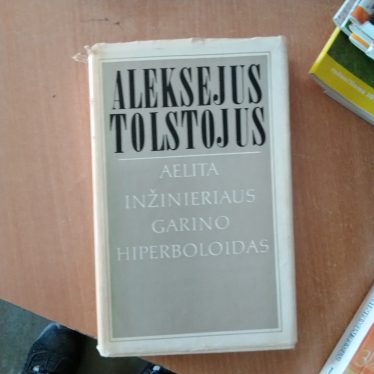 ALEKSEJUS
TOLSTOJUS
AELITA
INŽINIERIAUS
GARINO
HIPERBOLOIDAS